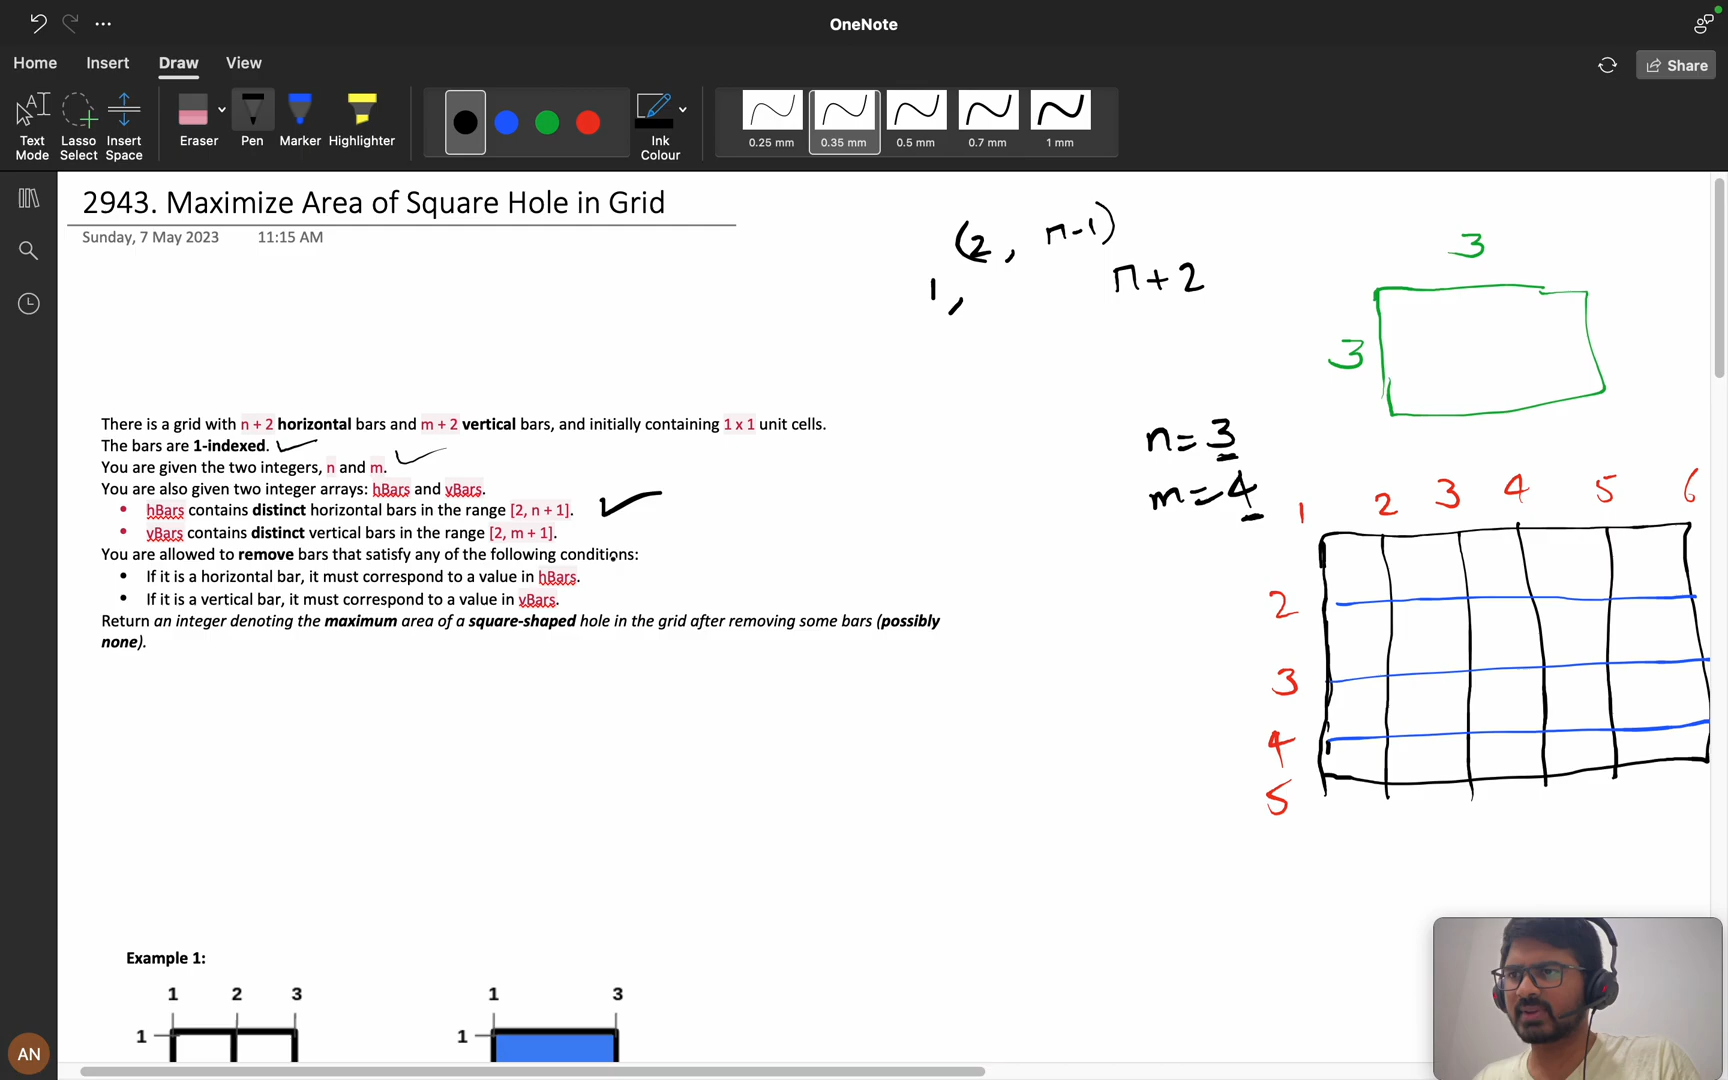 OneNote
Home Insert Draw View
Share
Text Mode
Lasso Select
Insert Space
Eraser
Pen
Marker
Highlighter
Ink Colour
0.25 mm
0.35 mm
0.5 mm
0.7 mm
1 mm
2943. Maximize Area of Square Hole in Grid
Sunday, 7 May 2023 11:15 AM
(2, n-1)
1, n+2
3
3
There is a grid with n + 2 horizontal bars and m + 2 vertical bars, and initially containing 1 x 1 unit cells.
The bars are 1-indexed.
You are given the two integers, n and m.
You are also given two integer arrays: hBars and vBars.
• hBars contains distinct horizontal bars in the range [2, n + 1].
• vBars contains distinct vertical bars in the range [2, m + 1].
You are allowed to remove bars that satisfy any of the following conditions:
• If it is a horizontal bar, it must correspond to a value in hBars.
• If it is a vertical bar, it must correspond to a value in vBars.
Return an integer denoting the maximum area of a square-shaped hole in the grid after removing some bars (possibly
none).
n=3
m=4
1 2 3 4 5 6
2
3
4
5
Example 1:
1 2 3
1
1 3
1
AN